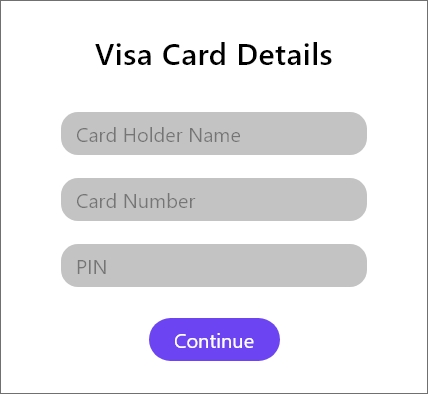 Visa Card Details
Card Holder Name
Card Number
PIN
Continue